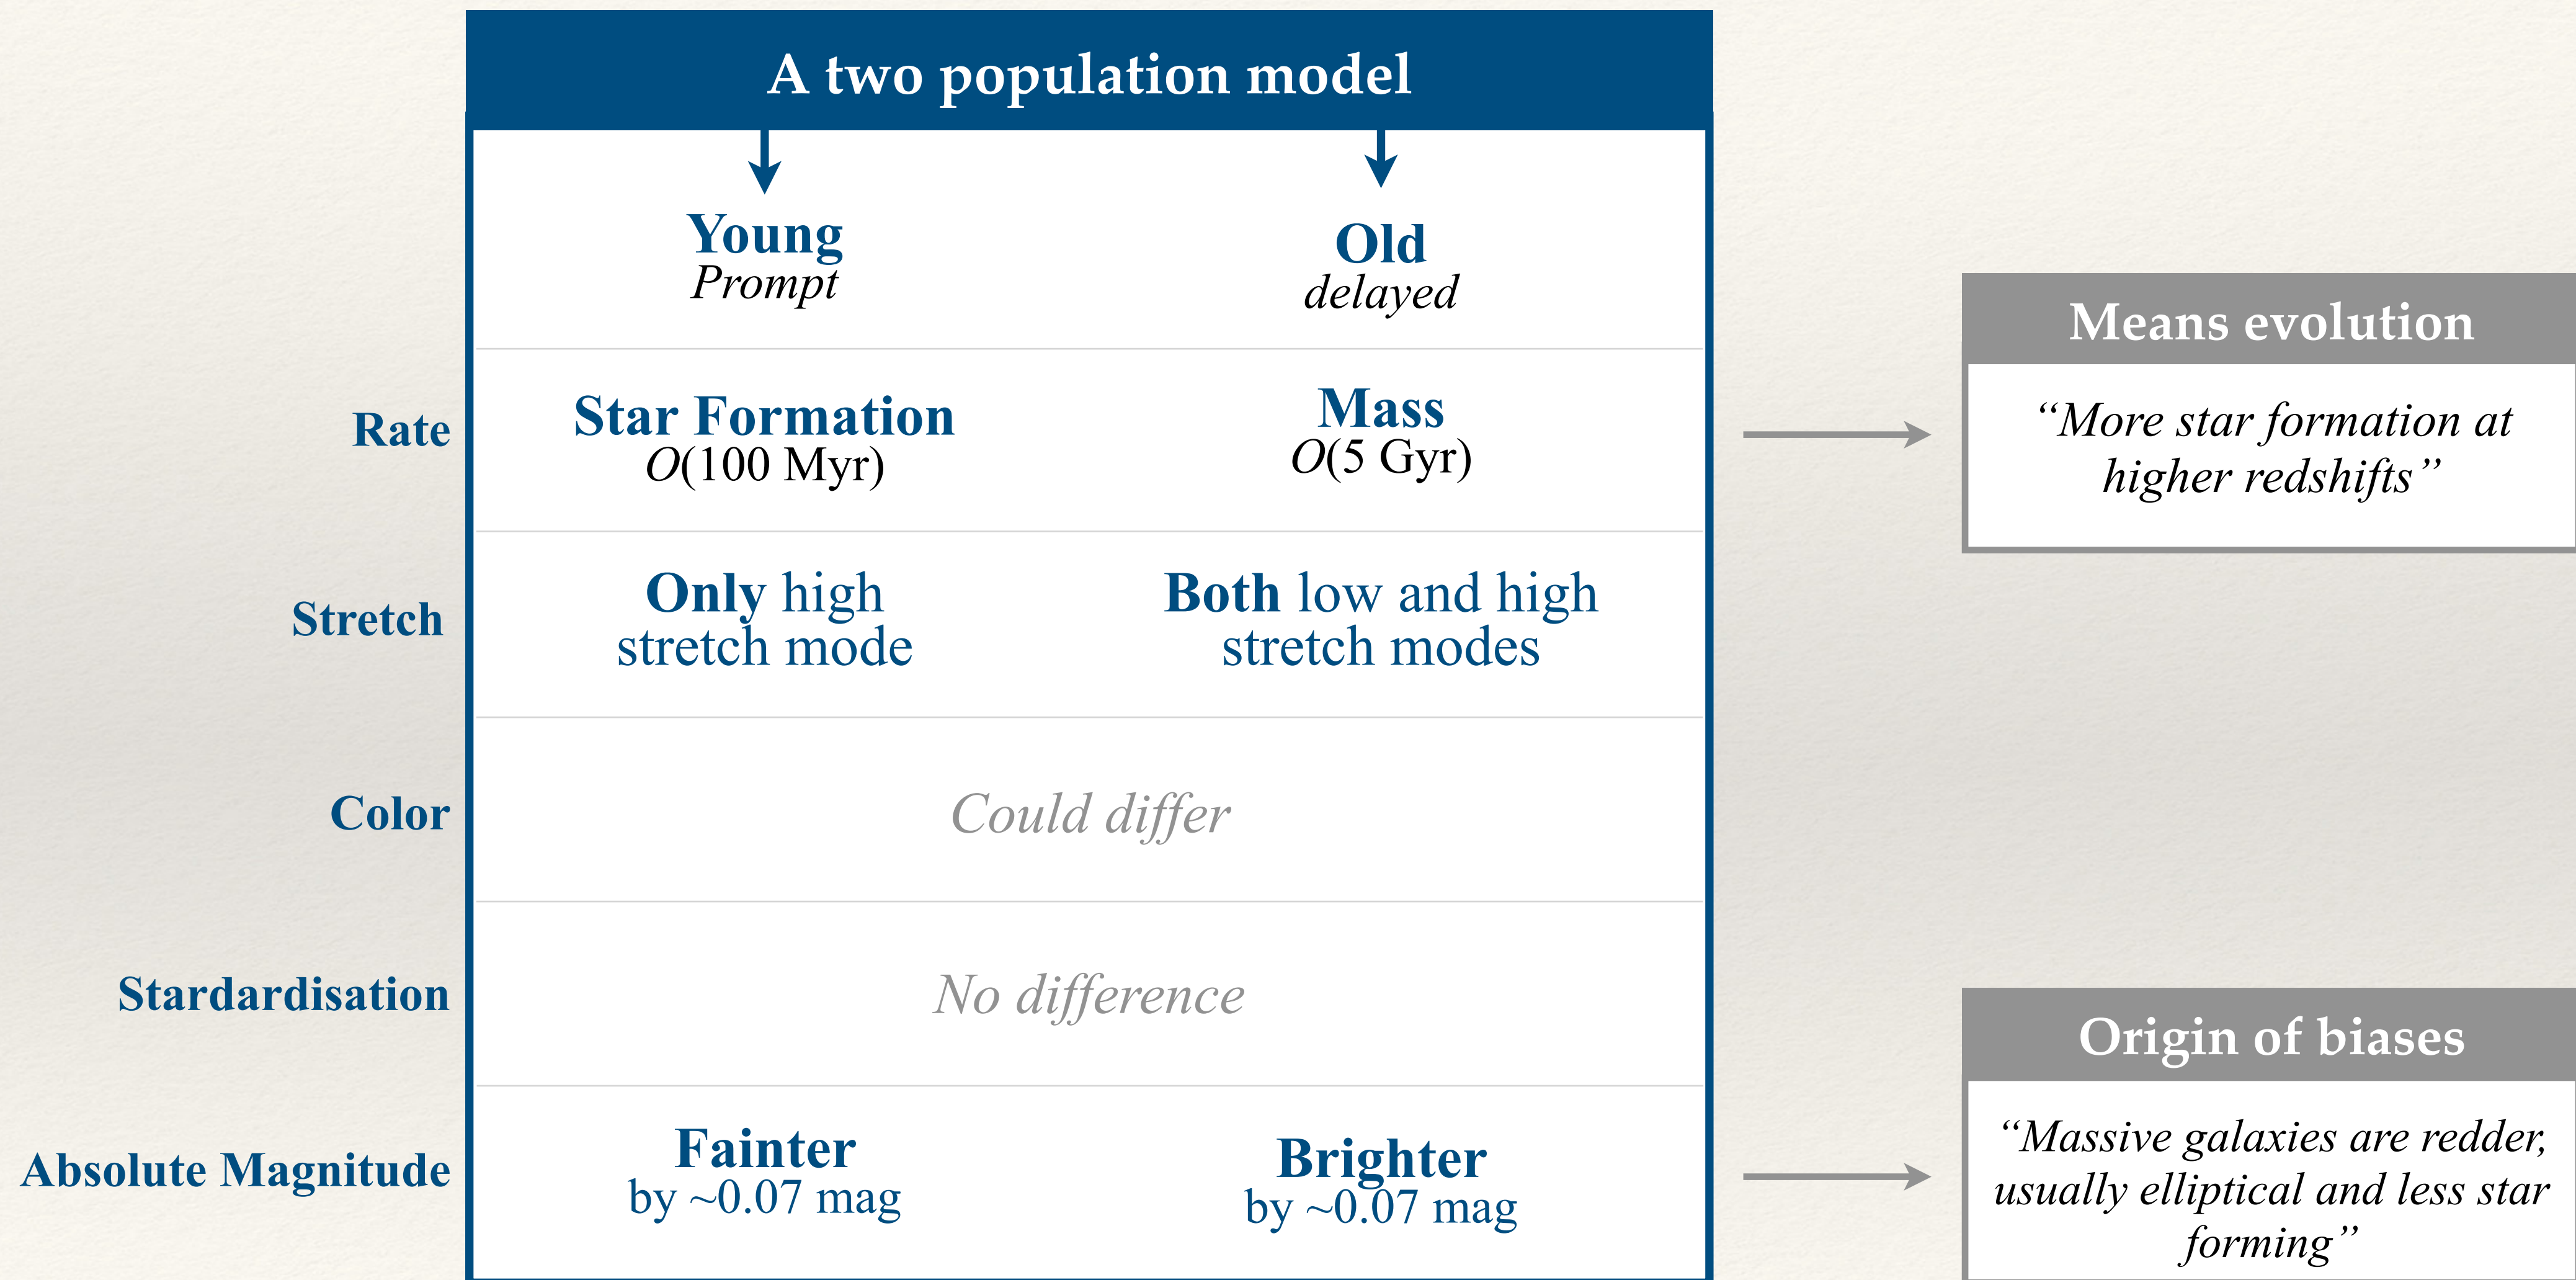 A two population model
Young
Prompt
Old
delayed
Rate
Star Formation
O(100 Myr)
Mass
O(5 Gyr)
Means evolution
“More star formation at
higher redshifts”
Stretch
Only high
stretch mode
Both low and high
stretch modes
Color
Could differ
Stardardisation
No difference
Absolute Magnitude
Fainter
by ~0.07 mag
Brighter
by ~0.07 mag
Origin of biases
“Massive galaxies are redder,
usually elliptical and less star
forming”